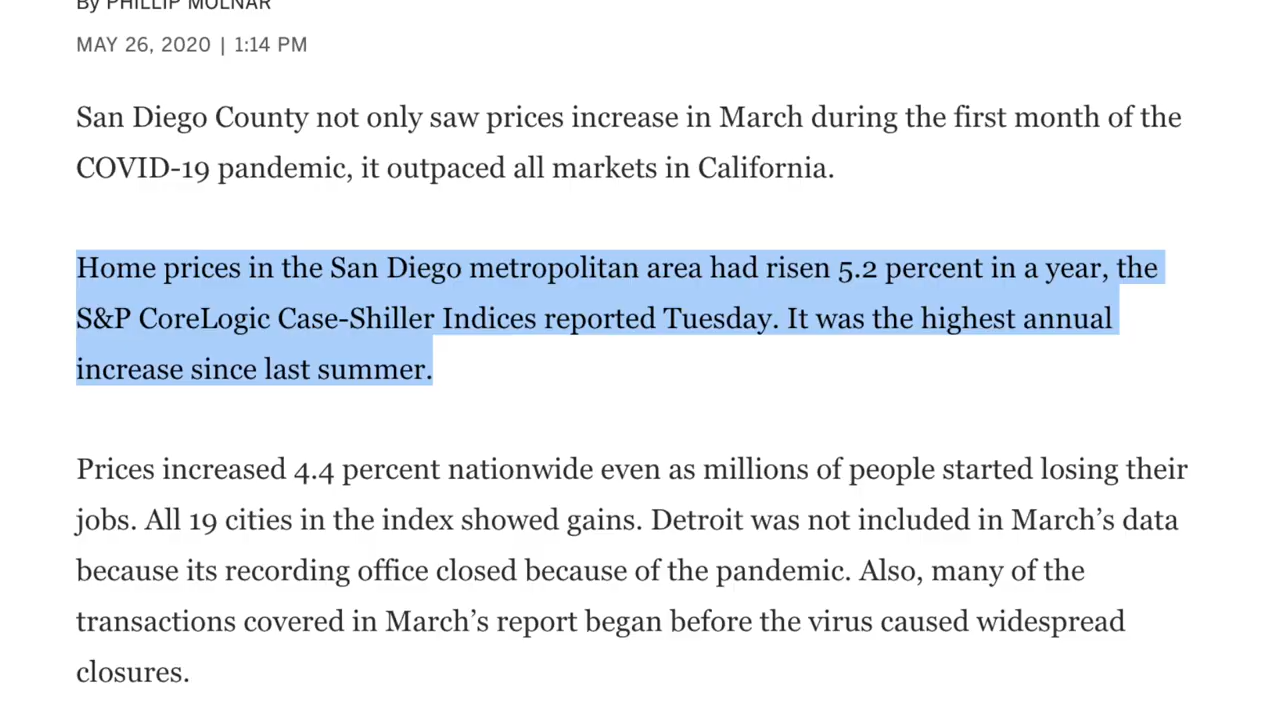 By PHILLIP MOLNAR
MAY 26, 2020 | 1:14 PM
San Diego County not only saw prices increase in March during the first month of the
COVID-19 pandemic, it outpaced all markets in California.
Home prices in the San Diego metropolitan area had risen 5.2 percent in a year, the
S&P CoreLogic Case-Shiller Indices reported Tuesday. It was the highest annual
increase since last summer.
Prices increased 4.4 percent nationwide even as millions of people started losing their
jobs. All 19 cities in the index showed gains. Detroit was not included in March’s data
because its recording office closed because of the pandemic. Also, many of the
transactions covered in March’s report began before the virus caused widespread
closures.